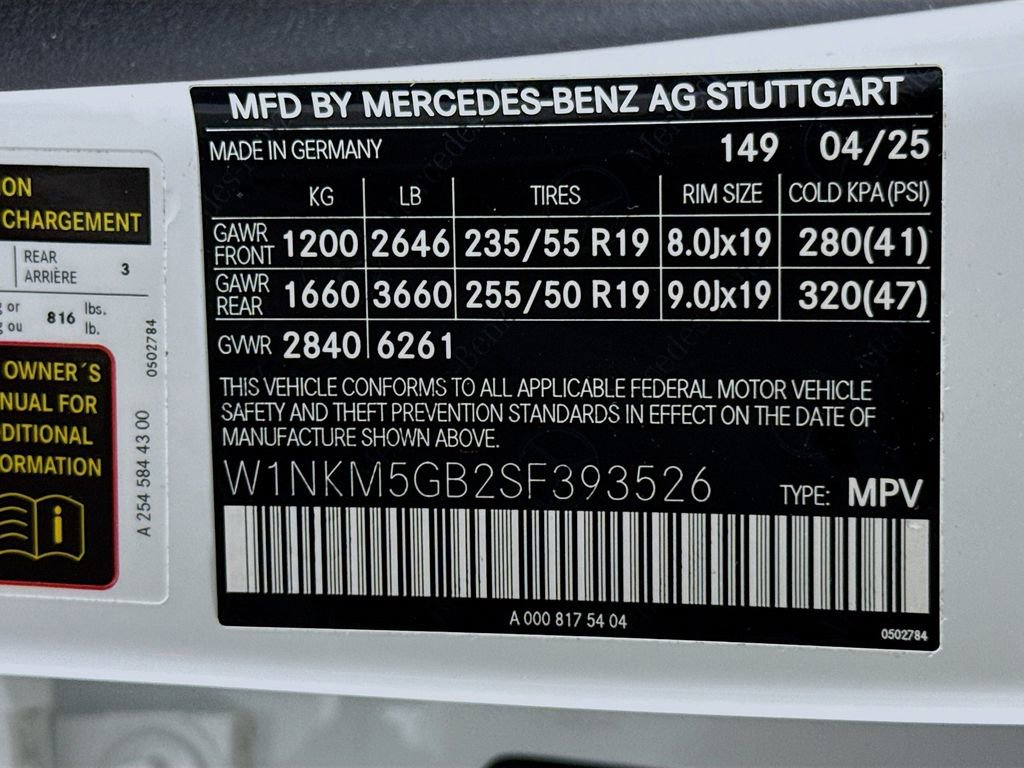 MFD BY MERCEDES-BENZ AG STUTTGART
MADE IN GERMANY 149 04/25
KG LB TIRES RIM SIZE COLD KPA (PSI)
GAWR FRONT 1200 2646 235/55 R19 8.0Jx19 280(41)
GAWR REAR 1660 3660 255/50 R19 9.0Jx19 320(47)
GVWR 2840 6261
THIS VEHICLE CONFORMS TO ALL APPLICABLE FEDERAL MOTOR VEHICLE
SAFETY AND THEFT PREVENTION STANDARDS IN EFFECT ON THE DATE OF
MANUFACTURE SHOWN ABOVE.
W1NKM5GB2SF393526 TYPE: MPV
A 000 817 54 04
0502784
ION
CHARGEMENT
REAR
ARRIÈRE 3
or lbs.
ou 816 lb.
0502784
OWNER´S
NUAL FOR
DITIONAL
ORMATION
i
A 254 584 43 00